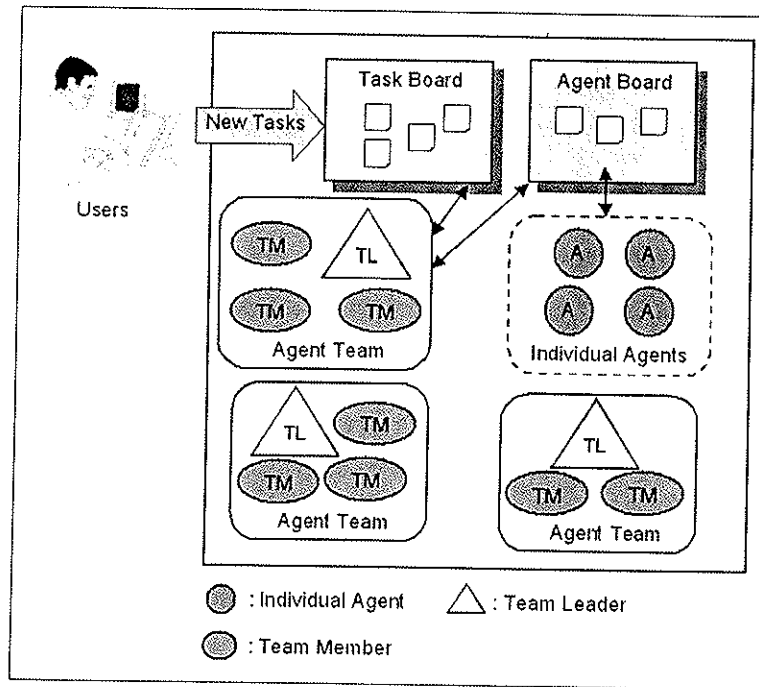 Task Board
Agent Board
New Tasks
Users
TM
TL
TM
TM
Agent Team
A
A
A
A
Individual Agents
TL
TM
TM
TM
Agent Team
TL
TM
TM
Agent Team
: Individual Agent
: Team Leader
: Team Member